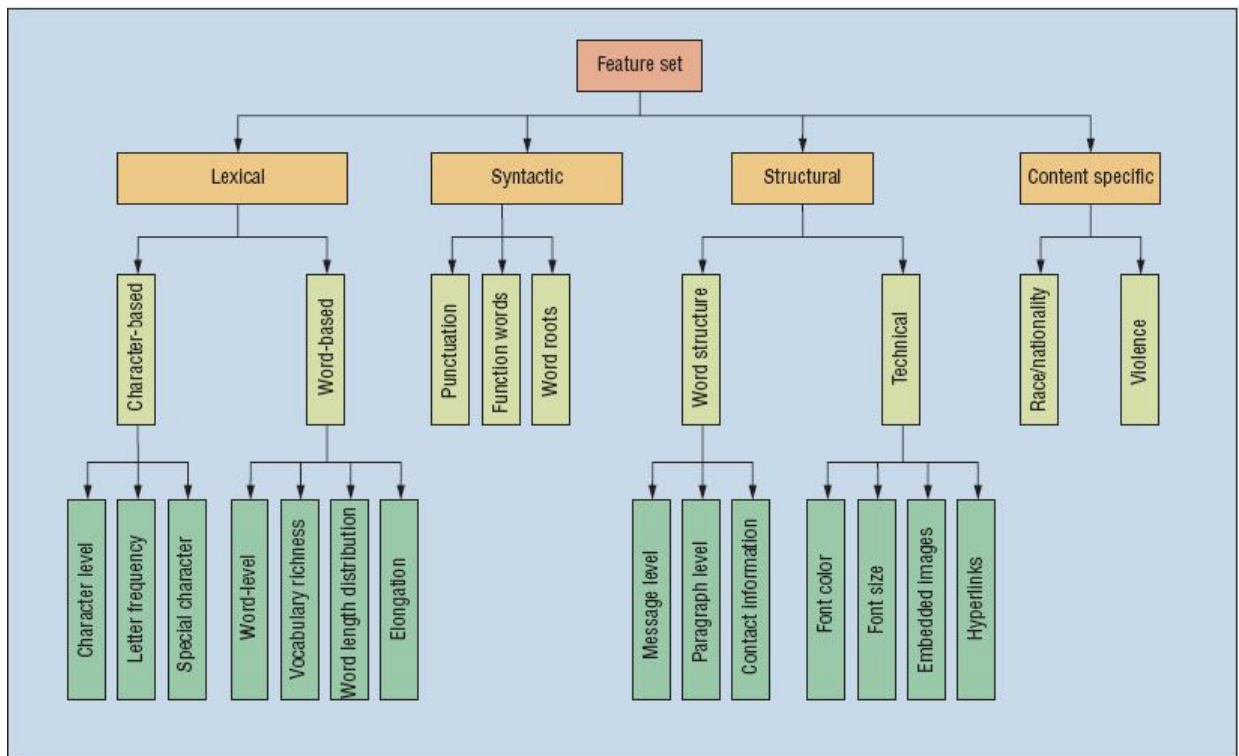 Feature set
Lexical
Syntactic
Structural
Content specific
Character-based
Word-based
Punctuation
Function words
Word roots
Word structure
Technical
Race/nationality
Violence
Character level
Letter frequency
Special character
Word-level
Vocabulary richness
Word length distribution
Elongation
Message level
Paragraph level
Contact information
Font color
Font size
Embedded images
Hyperlinks